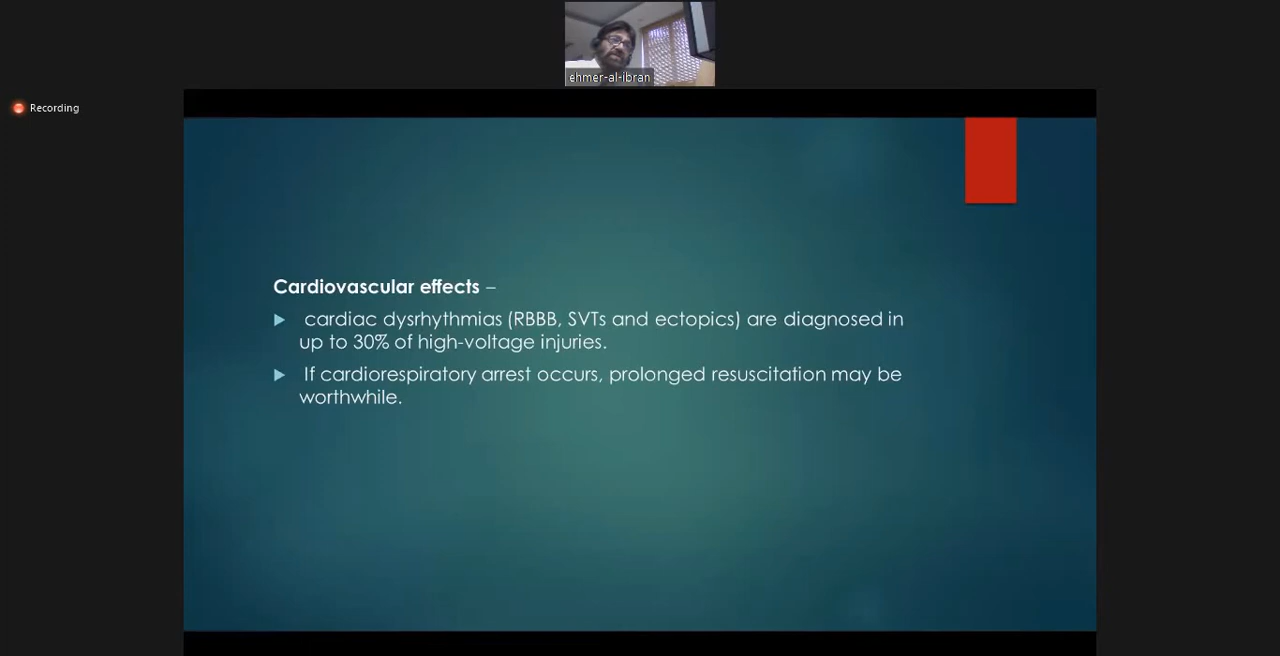 ehmer-al-ibran
Recording
Cardiovascular effects –
cardiac dysrhythmias (RBBB, SVTs and ectopics) are diagnosed in
up to 30% of high-voltage injuries.
If cardiorespiratory arrest occurs, prolonged resuscitation may be
worthwhile.